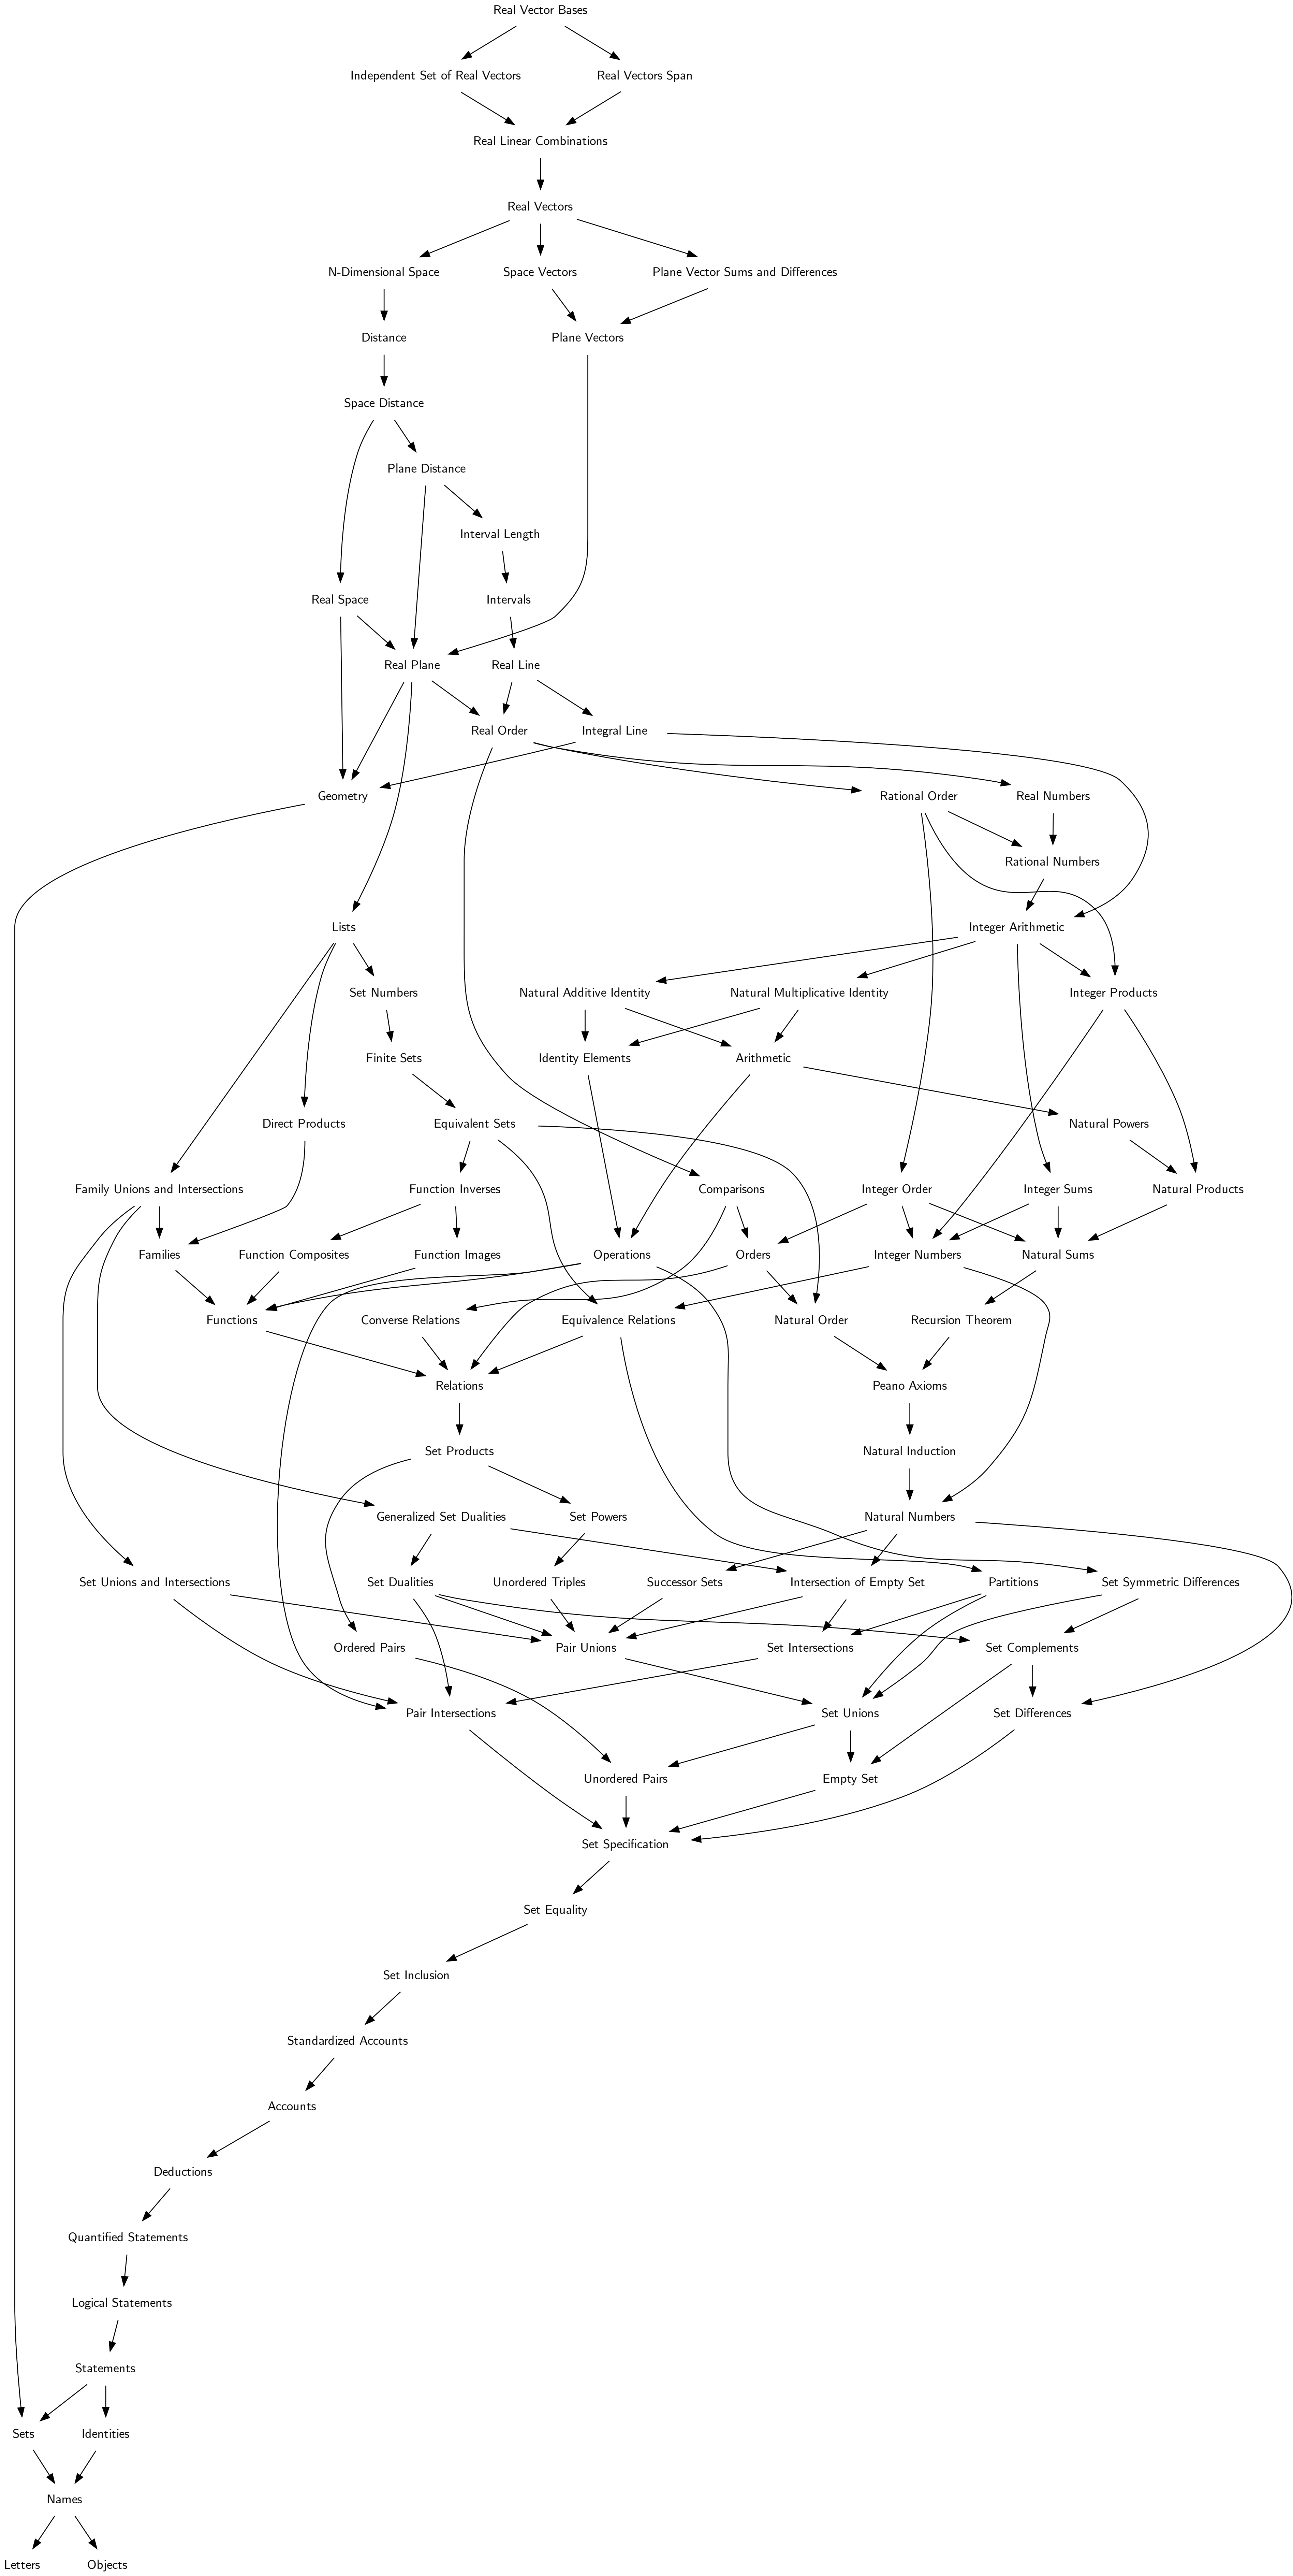 Real Vector Bases
Independent Set of Real Vectors
Real Vectors Span
Real Linear Combinations
Real Vectors
N-Dimensional Space
Space Vectors
Plane Vector Sums and Differences
Distance
Plane Vectors
Space Distance
Plane Distance
Interval Length
Real Space
Intervals
Real Plane
Real Line
Real Order
Integral Line
Geometry
Rational Order
Real Numbers
Rational Numbers
Lists
Integer Arithmetic
Set Numbers
Natural Additive Identity
Natural Multiplicative Identity
Integer Products
Finite Sets
Identity Elements
Arithmetic
Direct Products
Equivalent Sets
Natural Powers
Family Unions and Intersections
Function Inverses
Comparisons
Integer Order
Integer Sums
Natural Products
Families
Function Composites
Function Images
Operations
Orders
Integer Numbers
Natural Sums
Functions
Converse Relations
Equivalence Relations
Natural Order
Recursion Theorem
Relations
Peano Axioms
Set Products
Natural Induction
Generalized Set Dualities
Set Powers
Natural Numbers
Set Unions and Intersections
Set Dualities
Unordered Triples
Successor Sets
Intersection of Empty Set
Partitions
Set Symmetric Differences
Ordered Pairs
Pair Unions
Set Intersections
Set Complements
Pair Intersections
Set Unions
Set Differences
Unordered Pairs
Empty Set
Set Specification
Set Equality
Set Inclusion
Standardized Accounts
Accounts
Deductions
Quantified Statements
Logical Statements
Statements
Sets
Identities
Names
Letters
Objects